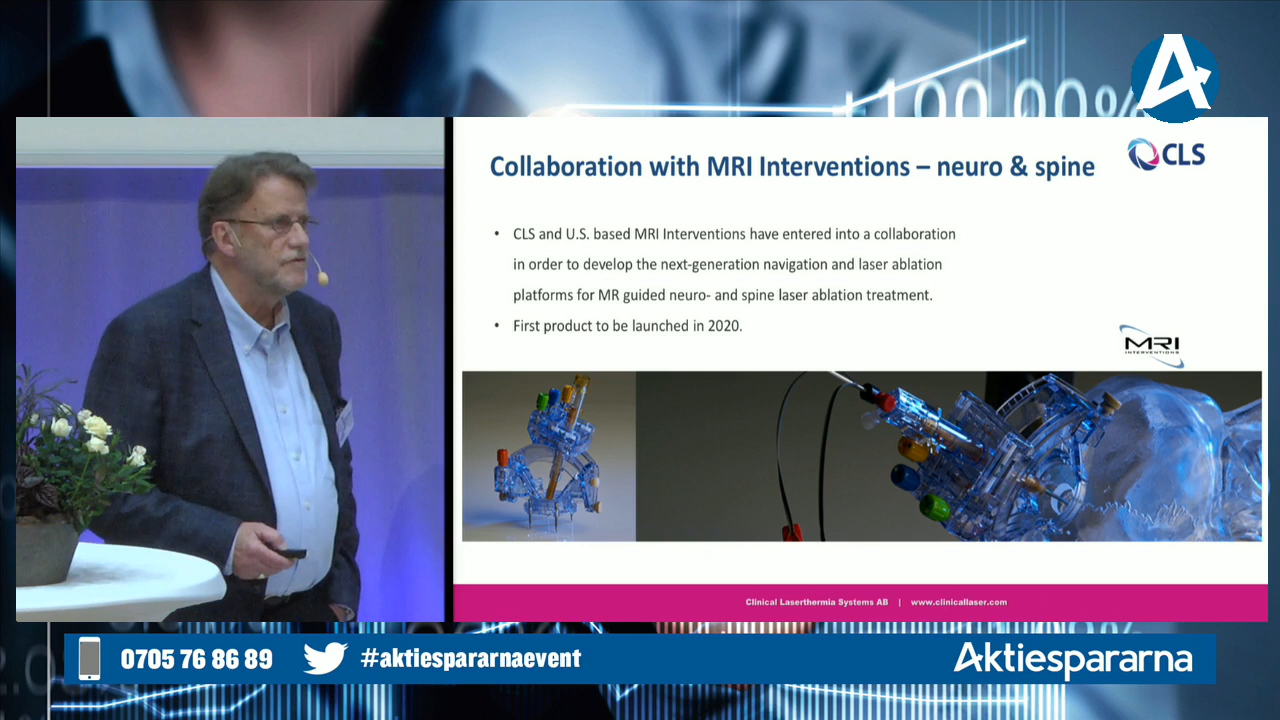 +100.00%
A
Collaboration with MRI Interventions – neuro & spine
CLS
• CLS and U.S. based MRI Interventions have entered into a collaboration
in order to develop the next-generation navigation and laser ablation
platforms for MR guided neuro- and spine laser ablation treatment.
• First product to be launched in 2020.
MRI
INTERVENTIONS
Clinical Laserthermia Systems AB | www.clinicallaser.com
0705 76 86 89
#aktiespararnaevent
Aktiespararna